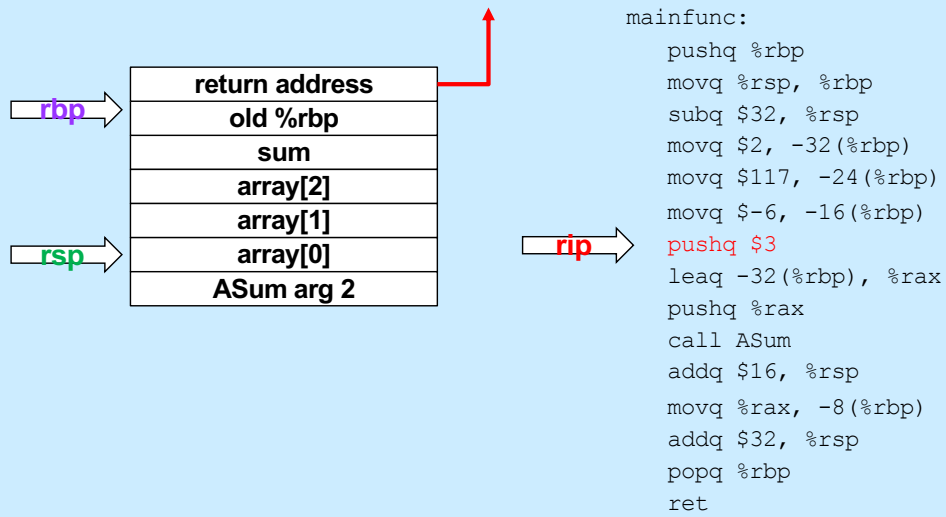 return address
rbp
old %rbp
sum
array[2]
array[1]
rsp
array[0]
ASum arg 2
rip
mainfunc:
pushq %rbp
movq %rsp, %rbp
subq $32, %rsp
movq $2, -32(%rbp)
movq $117, -24(%rbp)
movq $-6, -16(%rbp)
pushq $3
leaq -32(%rbp), %rax
pushq %rax
call ASum
addq $16, %rsp
movq %rax, -8(%rbp)
addq $32, %rsp
popq %rbp
ret